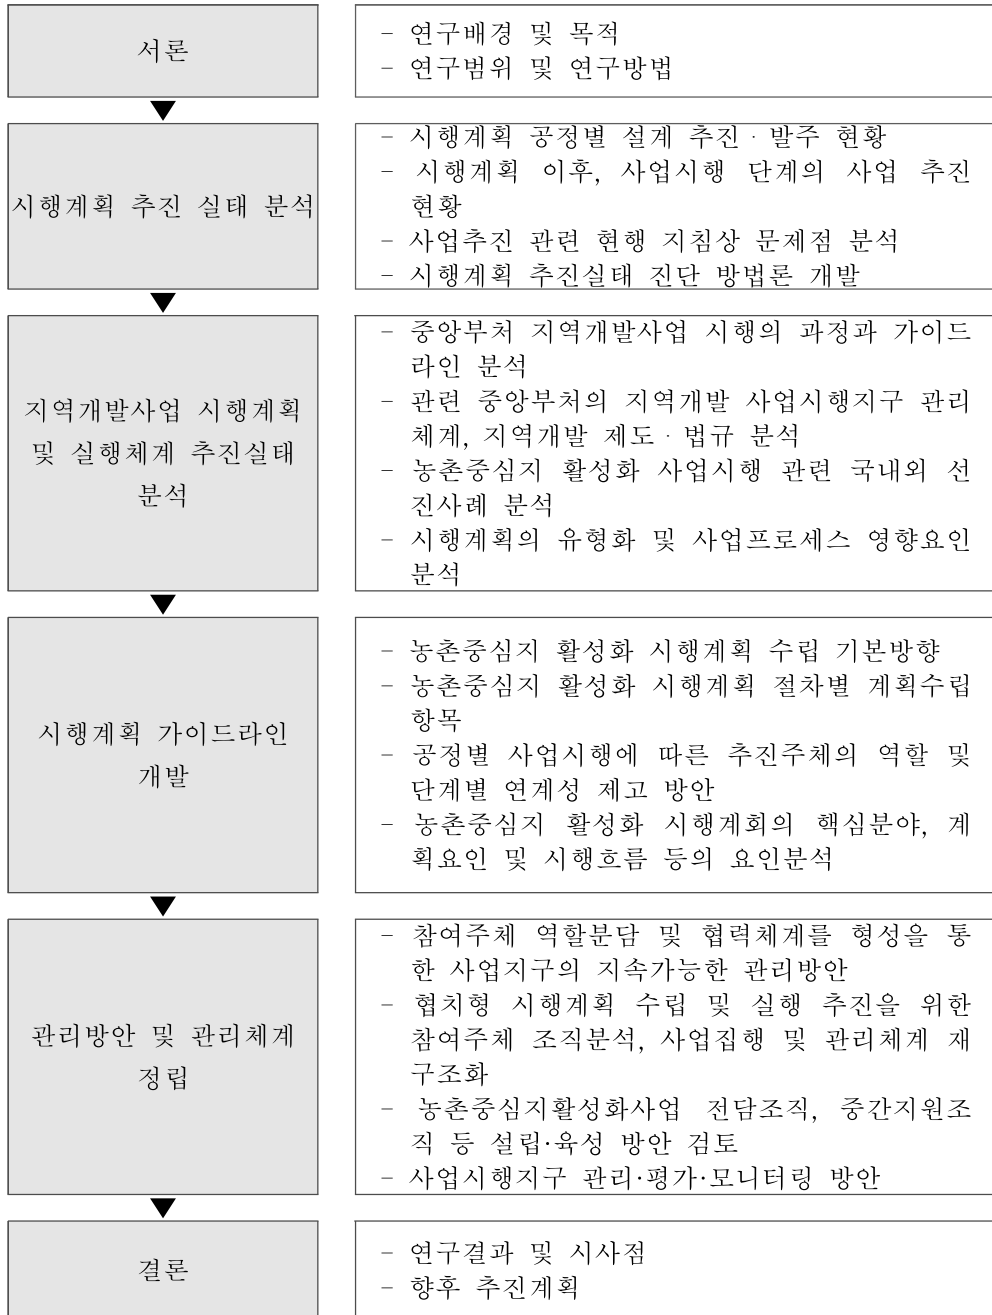 서론
- 연구배경 및 목적
- 연구범위 및 연구방법
시행계획 추진 실태 분석
- 시행계획 공정별 설계 추진 · 발주 현황
- 시행계획 이후, 사업시행 단계의 사업 추진
현황
- 사업추진 관련 현행 지침상 문제점 분석
- 시행계획 추진실태 진단 방법론 개발
지역개발사업 시행계획
및 실행체계 추진실태
분석
- 중앙부처 지역개발사업 시행의 과정과 가이드
라인 분석
- 관련 중앙부처의 지역개발 사업시행지구 관리
체계, 지역개발 제도 · 법규 분석
- 농촌중심지 활성화 사업시행 관련 국내외 선
진사례 분석
- 시행계획의 유형화 및 사업프로세스 영향요인
분석
시행계획 가이드라인
개발
- 농촌중심지 활성화 시행계획 수립 기본방향
- 농촌중심지 활성화 시행계획 절차별 계획수립
항목
- 공정별 사업시행에 따른 추진주체의 역할 및
단계별 연계성 제고 방안
- 농촌중심지 활성화 시행계회의 핵심분야, 계
획요인 및 시행흐름 등의 요인분석
관리방안 및 관리체계
정립
- 참여주체 역할분담 및 협력체계를 형성을 통
한 사업지구의 지속가능한 관리방안
- 협치형 시행계획 수립 및 실행 추진을 위한
참여주체 조직분석, 사업집행 및 관리체계 재
구조화
- 농촌중심지활성화사업 전담조직, 중간지원조
직 등 설립·육성 방안 검토
- 사업시행지구 관리·평가·모니터링 방안
결론
- 연구결과 및 시사점
- 향후 추진계획